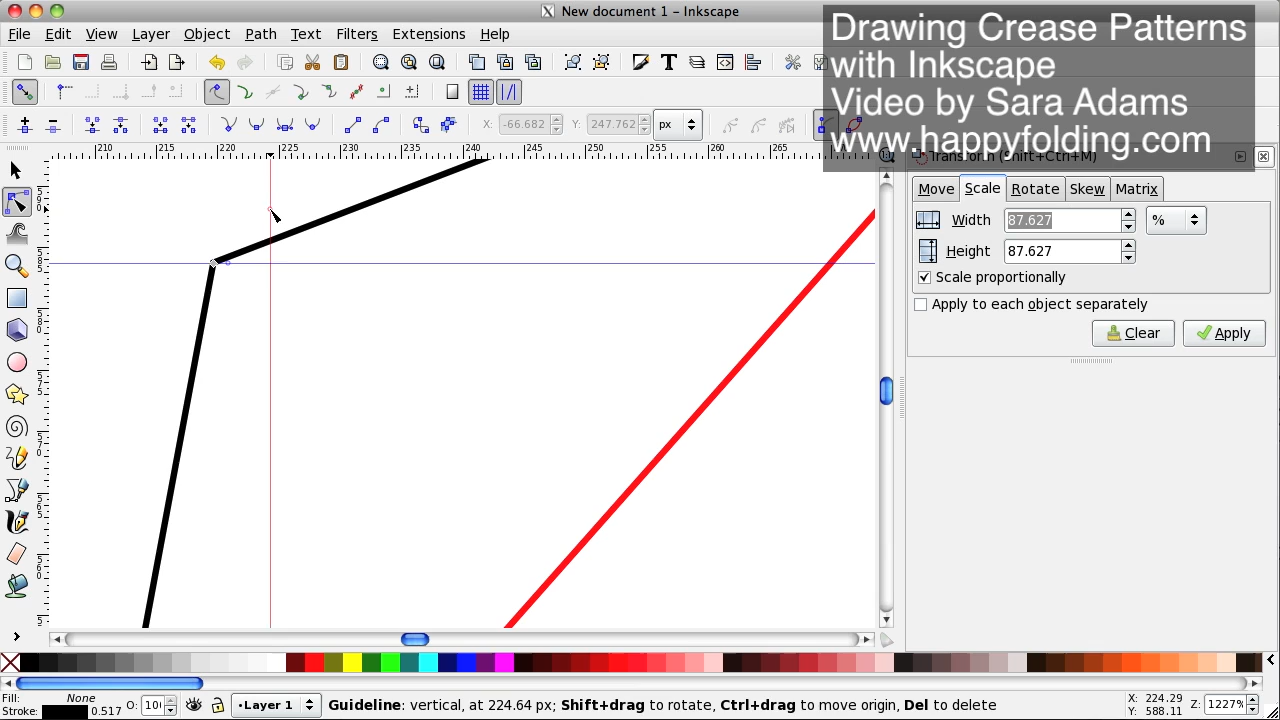 New document 1 - Inkscape
Drawing Crease Patterns
with Inkscape
Video by Sara Adams
www.happyfolding.com
File Edit View Layer Object Path Text Filters Extensions Help
X: -66.682 Y: 247.762 px
210 215 220 225 230 235 240 245 250 255 260 265
Transform (Shift+Ctrl+M)
Move Scale Rotate Skew Matrix
Width 87.627 %
Height 87.627
Scale proportionally
Apply to each object separately
Clear Apply
Fill: None
Stroke: 0.517
O: 10
Layer 1
Guideline: vertical, at 224.64 px; Shift+drag to rotate, Ctrl+drag to move origin, Del to delete
X: 224.29
Y: 588.11
Z: 1227%